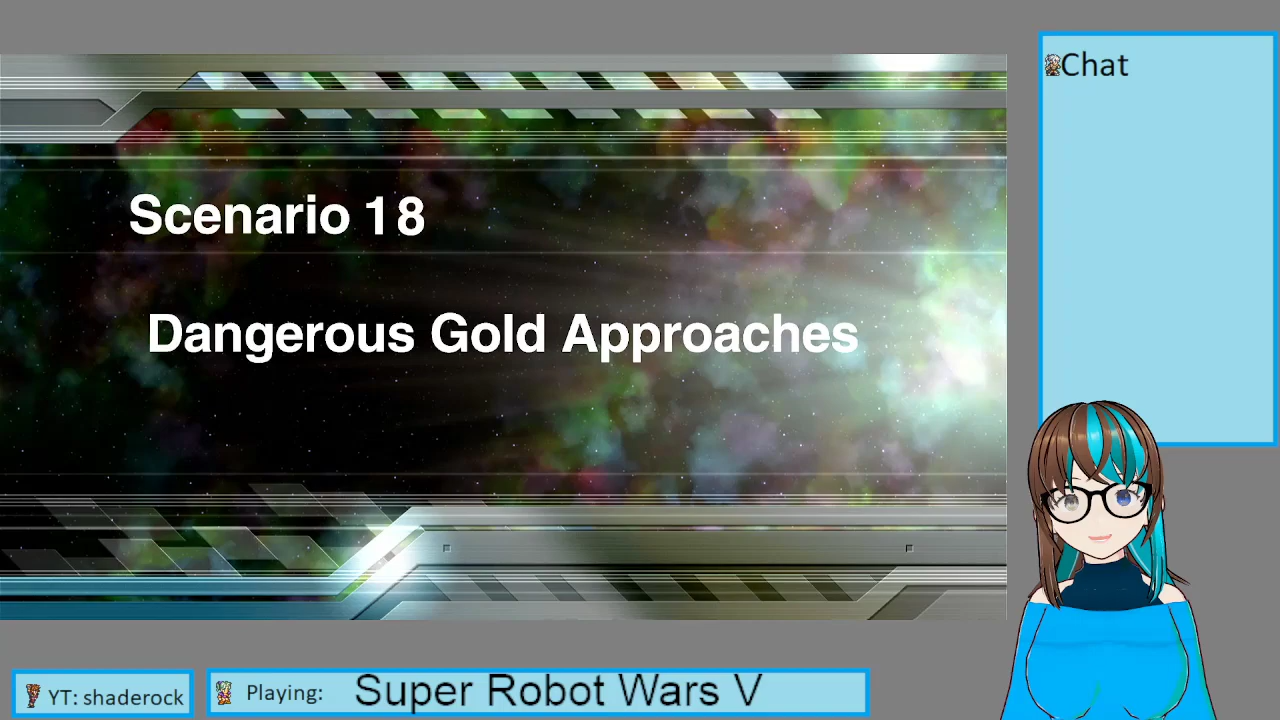 Scenario 18
Dangerous Gold Approaches
Chat
YT: shaderock
Playing: Super Robot Wars V